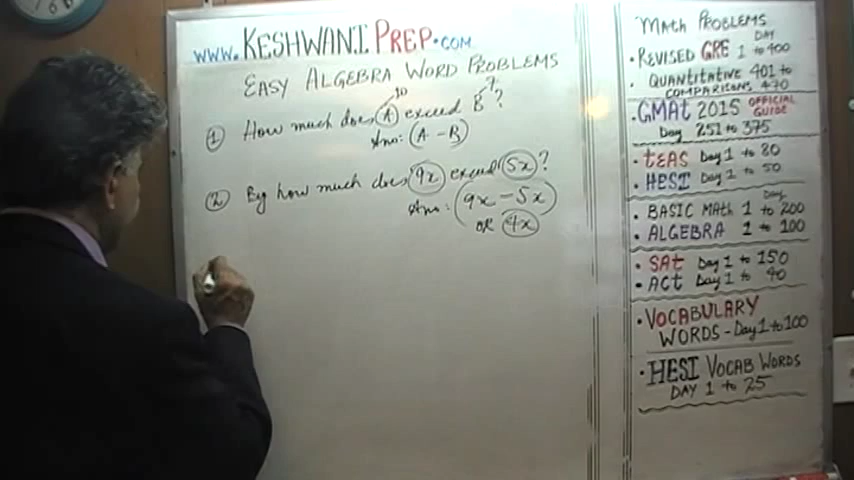 WWW.KESHWANI PREP.COM
EASY ALGEBRA WORD PROBLEMS
10 7
① How much does A exceed B?
Ans: (A - B)
② By how much does 9x exceed 5x?
Ans: (9x - 5x)
OR 4x
MATH PROBLEMS
DAY
• REVISED GRE 1 to 400
• QUANTITATIVE 401 to
COMPARISONS 470
• GMAt 2015 OFFICIAL GUIDE
Day 251 to 375
• tEAS Day 1 to 80
• HESI Day 1 to 50
Day
• BASIC MATH 1 to 200
• ALGEBRA 1 to 100
• SAt Day 1 to 150
• ACt Day 1 to 90
• VOCABULARY
WORDS - Day 1 to 100
• HESI VOCAB WORDS
DAY 1 to 25